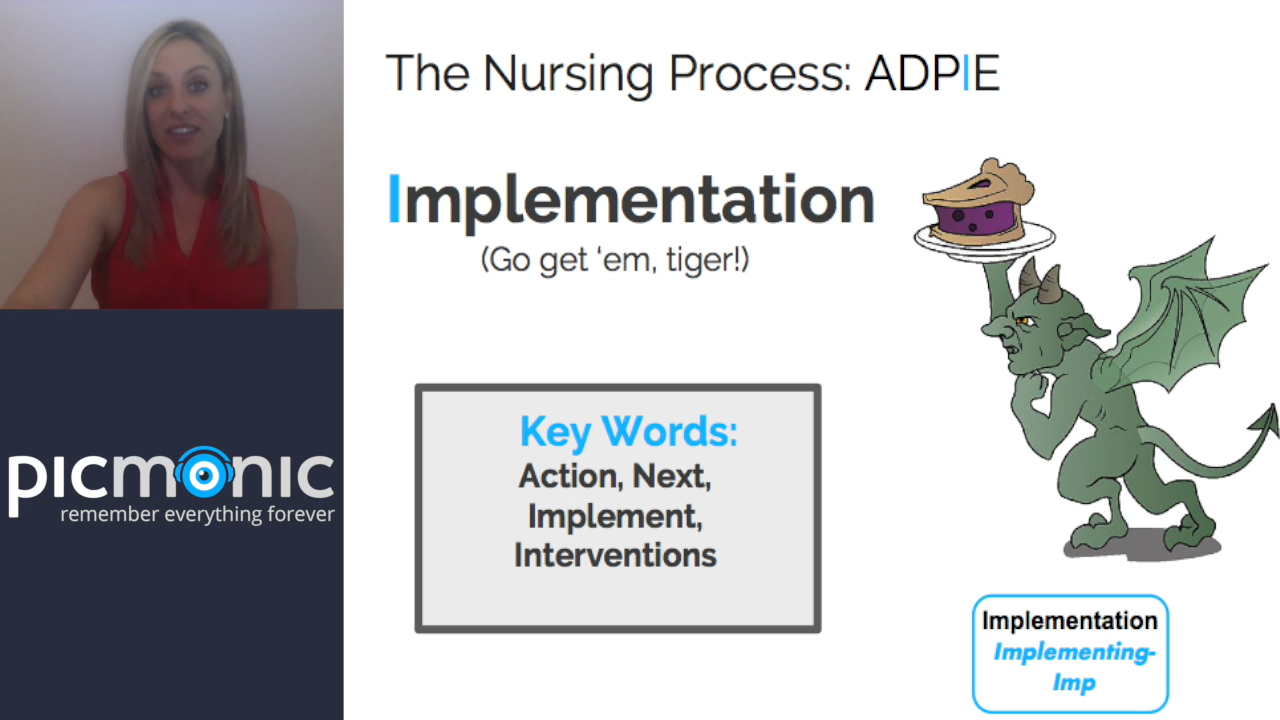 The Nursing Process: ADPIE
Implementation
(Go get ‘em, tiger!)
Key Words:
Action, Next,
Implement,
Interventions
picmonic
remember everything forever
Implementation
Implementing-
Imp